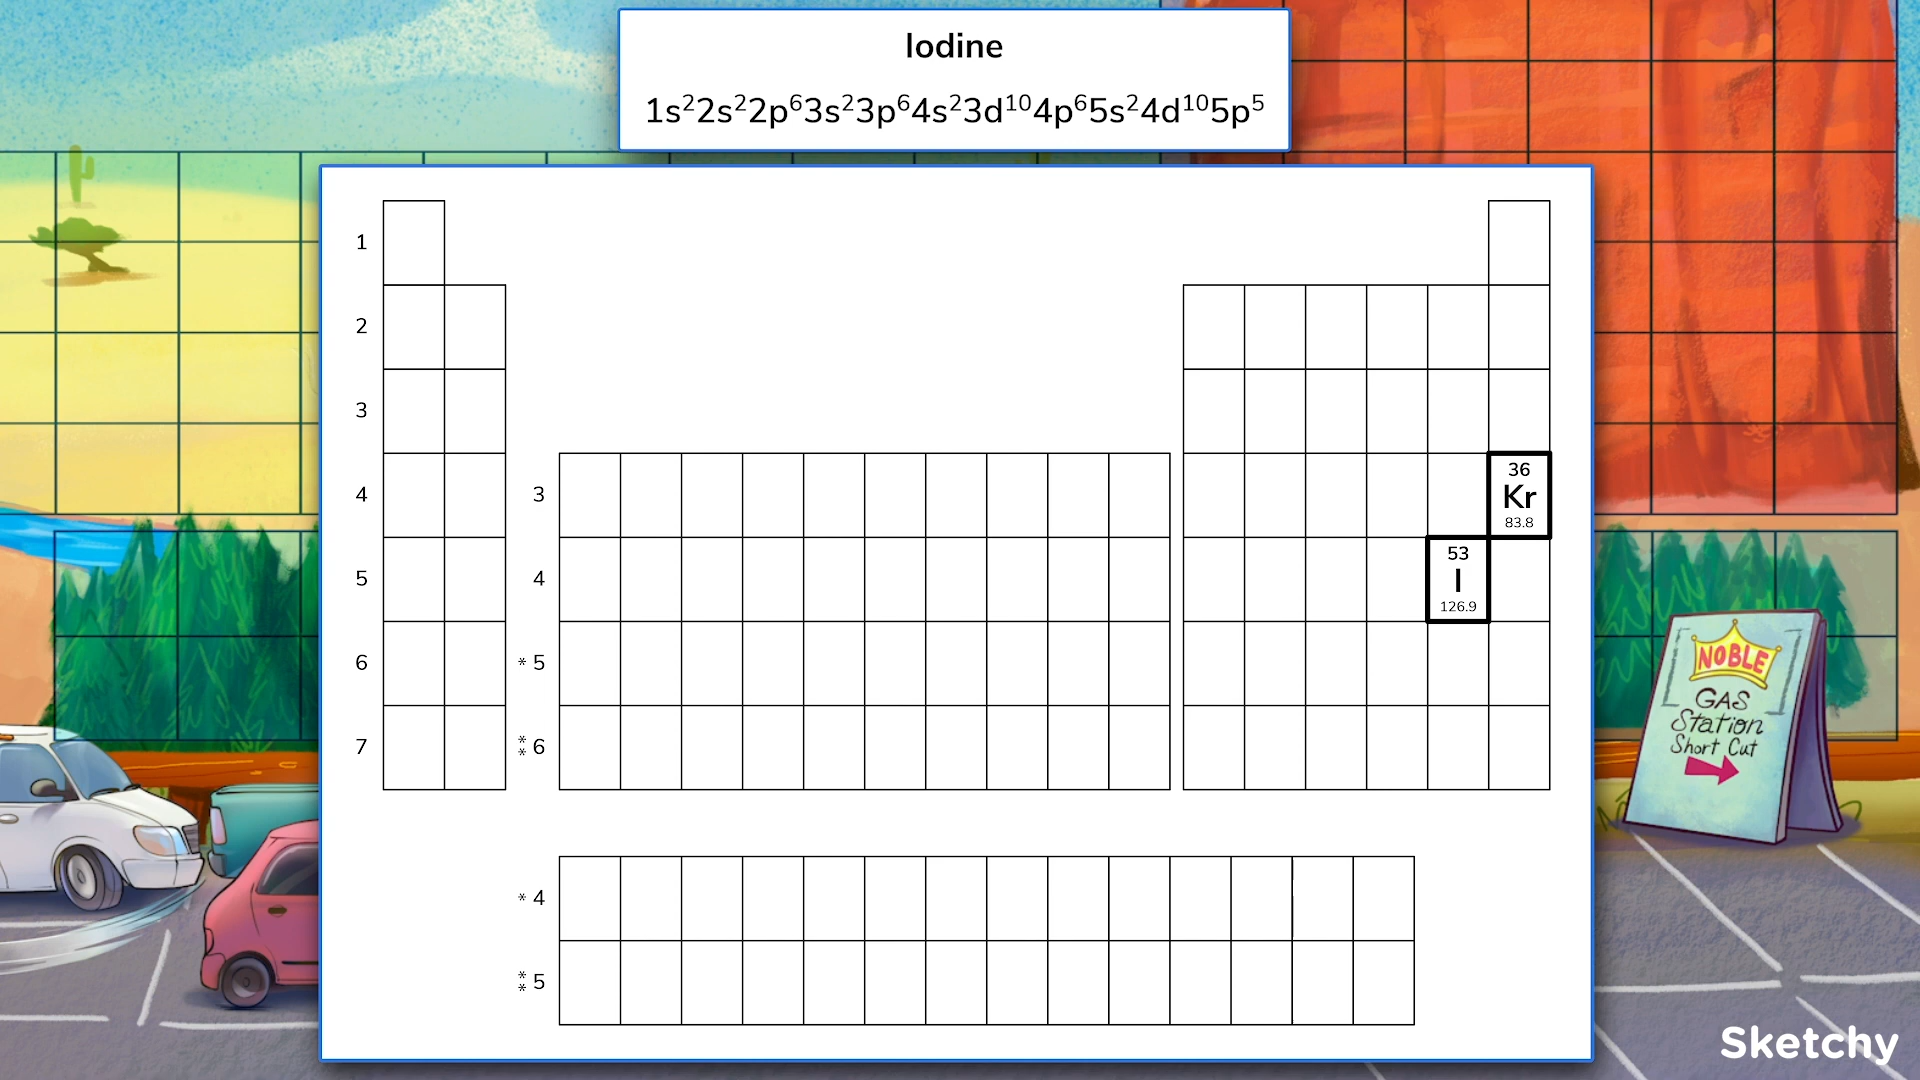 Iodine
1s²2s²2p⁶3s²3p⁶4s²3d¹⁰4p⁶5s²4d¹⁰5p⁵
1
2
3
4
3
36
Kr
83.8
5
4
53
I
126.9
6
* 5
7
** 6
* 4
** 5
NOBLE
GAS
Station
Short Cut
Sketchy